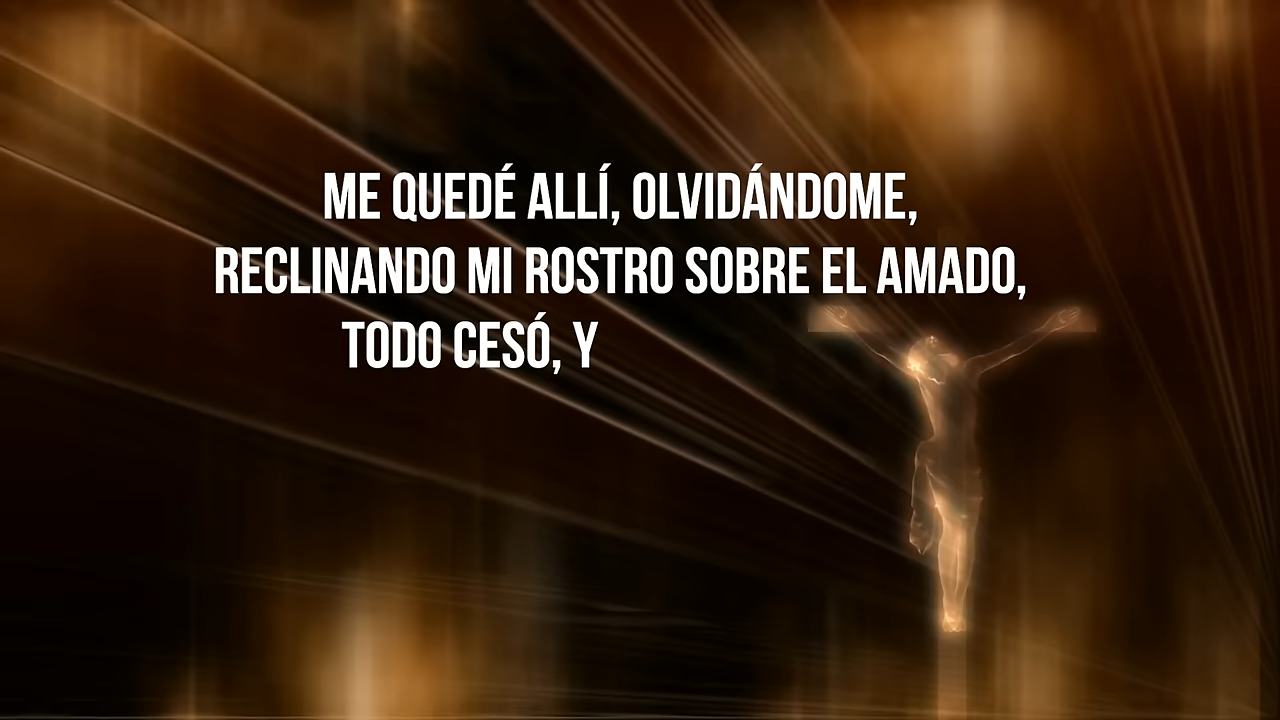 ME QUEDÉ ALLÍ, OLVIDÁNDOME,
RECLINANDO MI ROSTRO SOBRE EL AMADO,
TODO CESÓ, Y